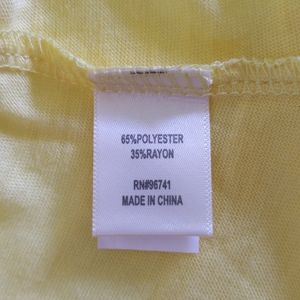 65%POLYESTER
35%RAYON
RN#96741
MADE IN CHINA